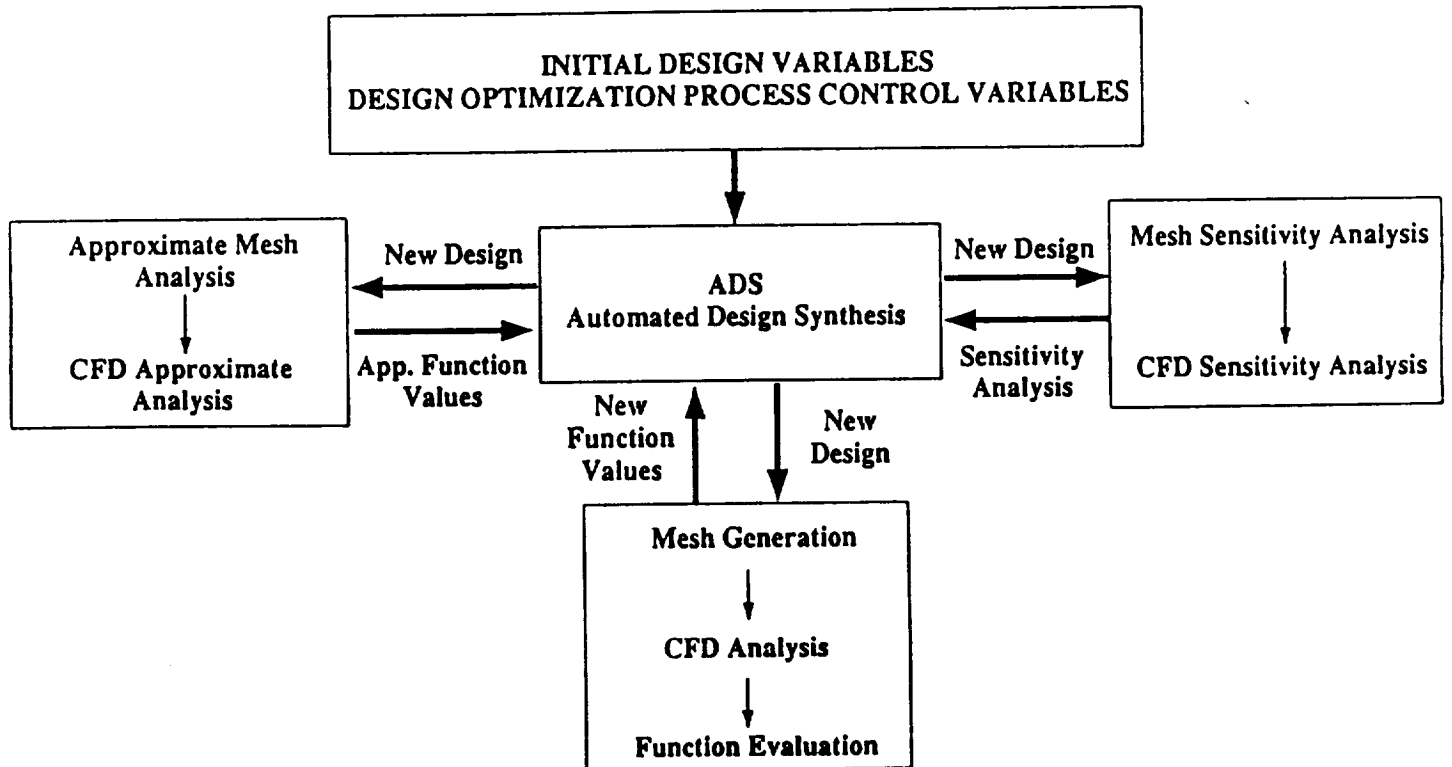 INITIAL DESIGN VARIABLES
DESIGN OPTIMIZATION PROCESS CONTROL VARIABLES
Approximate Mesh
Analysis
CFD Approximate
Analysis
New Design
App. Function
Values
ADS
Automated Design Synthesis
New Design
Sensitivity
Analysis
Mesh Sensitivity Analysis
CFD Sensitivity Analysis
New
Function
Values
New
Design
Mesh Generation
CFD Analysis
Function Evaluation